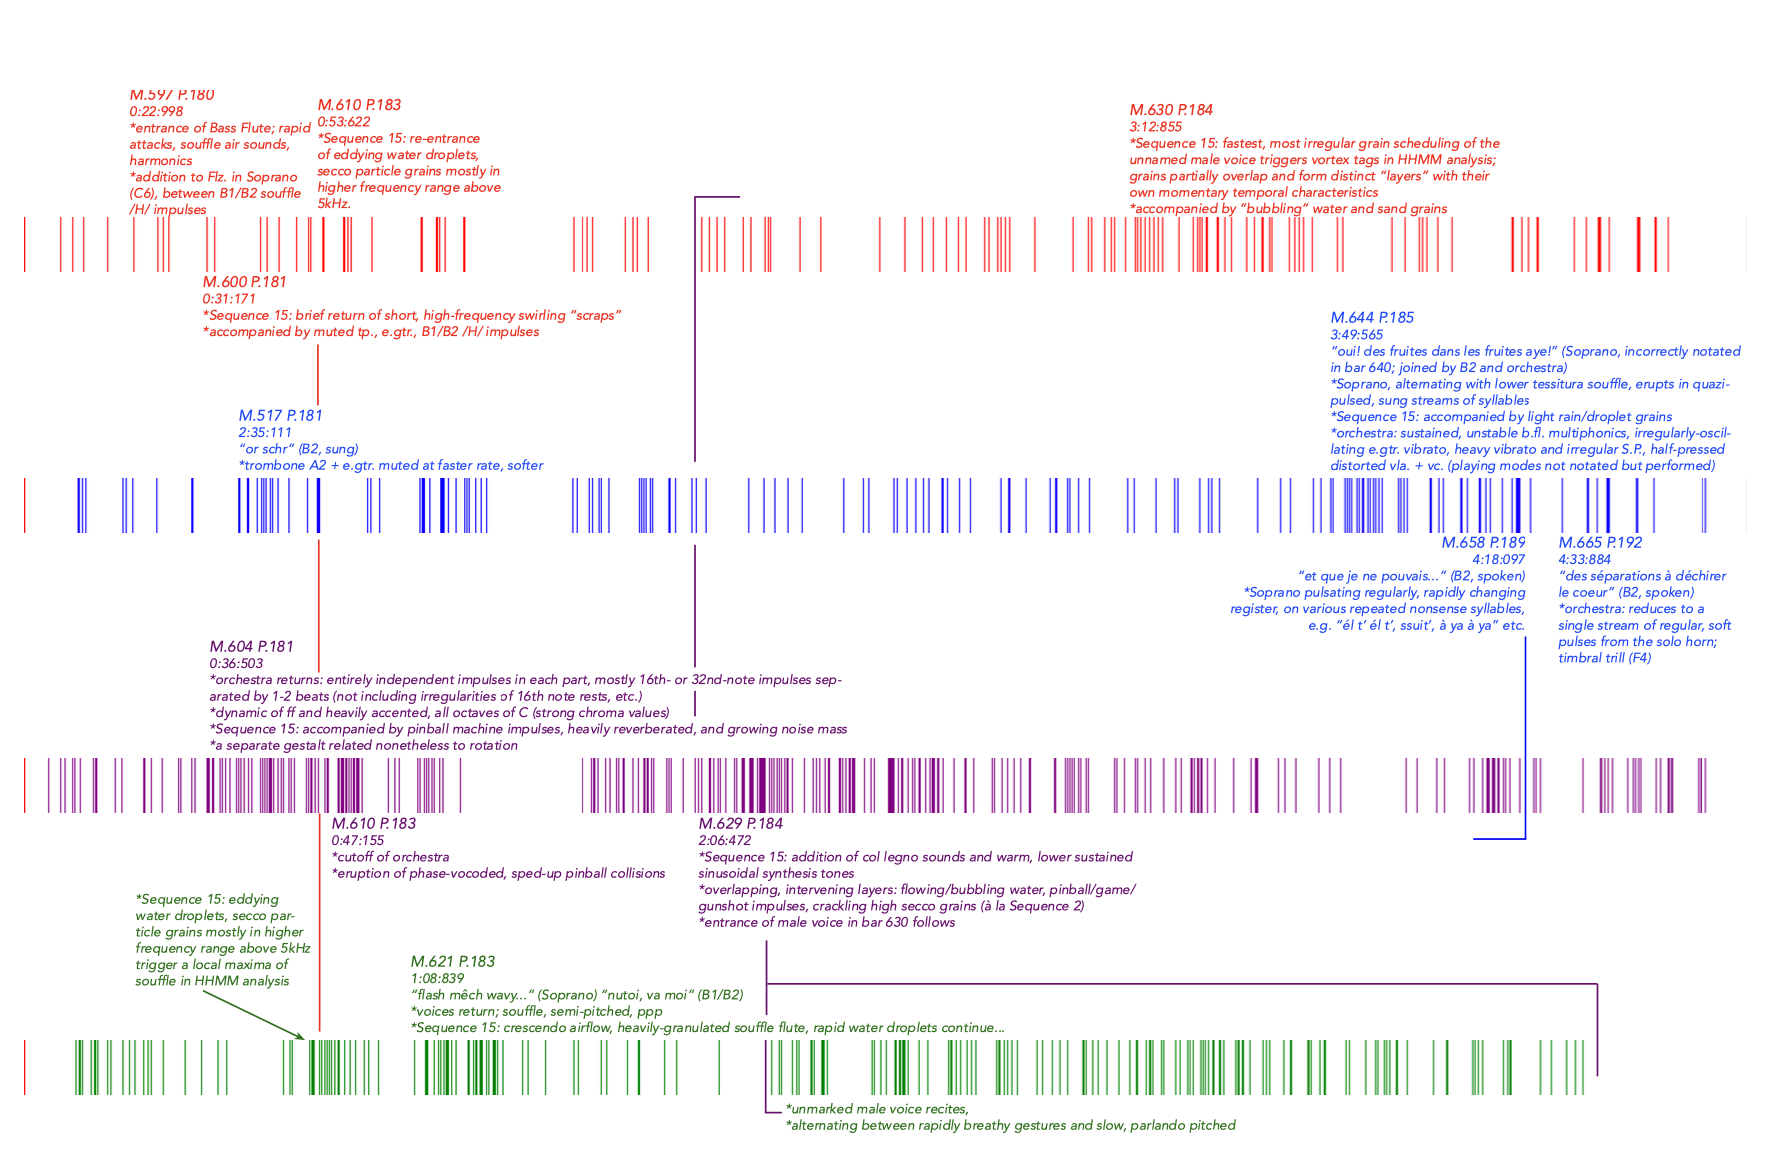 M.597 P.180
0:22:998
*entrance of Bass Flute; rapid
attacks, souffle air sounds,
harmonics
*addition to Flz. in Soprano
(C6), between B1/B2 souffle
/H/ impulses
M.610 P.183
0:53:622
*Sequence 15: re-entrance
of eddying water droplets,
secco particle grains mostly in
higher frequency range above
5kHz.
M.630 P.184
3:12:855
*Sequence 15: fastest, most irregular grain scheduling of the
unnamed male voice triggers vortex tags in HHMM analysis;
grains partially overlap and form distinct “layers” with their
own momentary temporal characteristics
*accompanied by “bubbling” water and sand grains
M.600 P.181
0:31:171
*Sequence 15: brief return of short, high-frequency swirling “scraps”
*accompanied by muted tp., e.gtr., B1/B2 /H/ impulses
M.517 P.181
2:35:111
“or schr” (B2, sung)
*trombone A2 + e.gtr. muted at faster rate, softer
M.644 P.185
3:49:565
“oui! des fruites dans les fruites aye!” (Soprano, incorrectly notated
in bar 640; joined by B2 and orchestra)
*Soprano, alternating with lower tessitura souffle, erupts in quazi-
pulsed, sung streams of syllables
*Sequence 15: accompanied by light rain/droplet grains
*orchestra: sustained, unstable b.fl. multiphonics, irregularly-oscil-
lating e.gtr. vibrato, heavy vibrato and irregular S.P., half-pressed
distorted vla. + vc. (playing modes not notated but performed)
M.658 P.189
4:18:097
“et que je ne pouvais...” (B2, spoken)
*Soprano pulsating regularly, rapidly changing
register, on various repeated nonsense syllables,
e.g. “él t’ él t’, ssuit’, à ya à ya” etc.
M.665 P.192
4:33:884
“des séparations à déchirer
le coeur” (B2, spoken)
*orchestra: reduces to a
single stream of regular, soft
pulses from the solo horn;
timbral trill (F4)
M.604 P.181
0:36:503
*orchestra returns: entirely independent impulses in each part, mostly 16th- or 32nd-note impulses sep-
arated by 1-2 beats (not including irregularities of 16th note rests, etc.)
*dynamic of ff and heavily accented, all octaves of C (strong chroma values)
*Sequence 15: accompanied by pinball machine impulses, heavily reverberated, and growing noise mass
*a separate gestalt related nonetheless to rotation
M.610 P.183
0:47:155
*cutoff of orchestra
*eruption of phase-vocoded, sped-up pinball collisions
M.629 P.184
2:06:472
*Sequence 15: addition of col legno sounds and warm, lower sustained
sinusoidal synthesis tones
*overlapping, intervening layers: flowing/bubbling water, pinball/game/
gunshot impulses, crackling high secco grains (à la Sequence 2)
*entrance of male voice in bar 630 follows
*Sequence 15: eddying
water droplets, secco par-
ticle grains mostly in higher
frequency range above 5kHz
trigger a local maxima of
souffle in HHMM analysis
M.621 P.183
1:08:839
“flash mêch wavy...” (Soprano) “nutoi, va moi” (B1/B2)
*voices return; souffle, semi-pitched, ppp
*Sequence 15: crescendo airflow, heavily-granulated souffle flute, rapid water droplets continue...
*unmarked male voice recites,
*alternating between rapidly breathy gestures and slow, parlando pitched